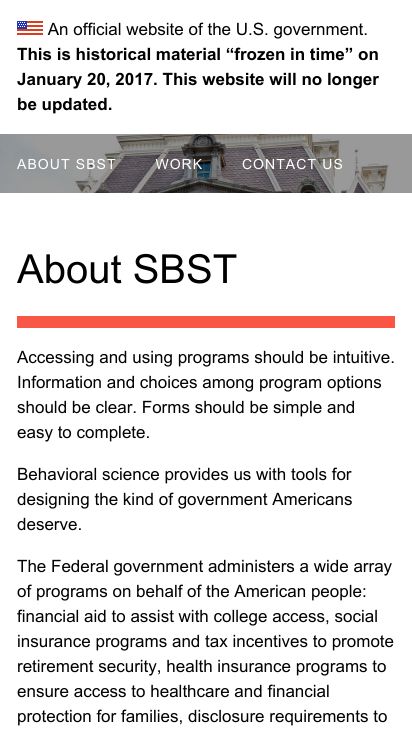 An official website of the U.S. government.
This is historical material “frozen in time” on
January 20, 2017. This website will no longer
be updated.
ABOUT SBST WORK CONTACT US
About SBST
Accessing and using programs should be intuitive.
Information and choices among program options
should be clear. Forms should be simple and
easy to complete.
Behavioral science provides us with tools for
designing the kind of government Americans
deserve.
The Federal government administers a wide array
of programs on behalf of the American people:
financial aid to assist with college access, social
insurance programs and tax incentives to promote
retirement security, health insurance programs to
ensure access to healthcare and financial
protection for families, disclosure requirements to